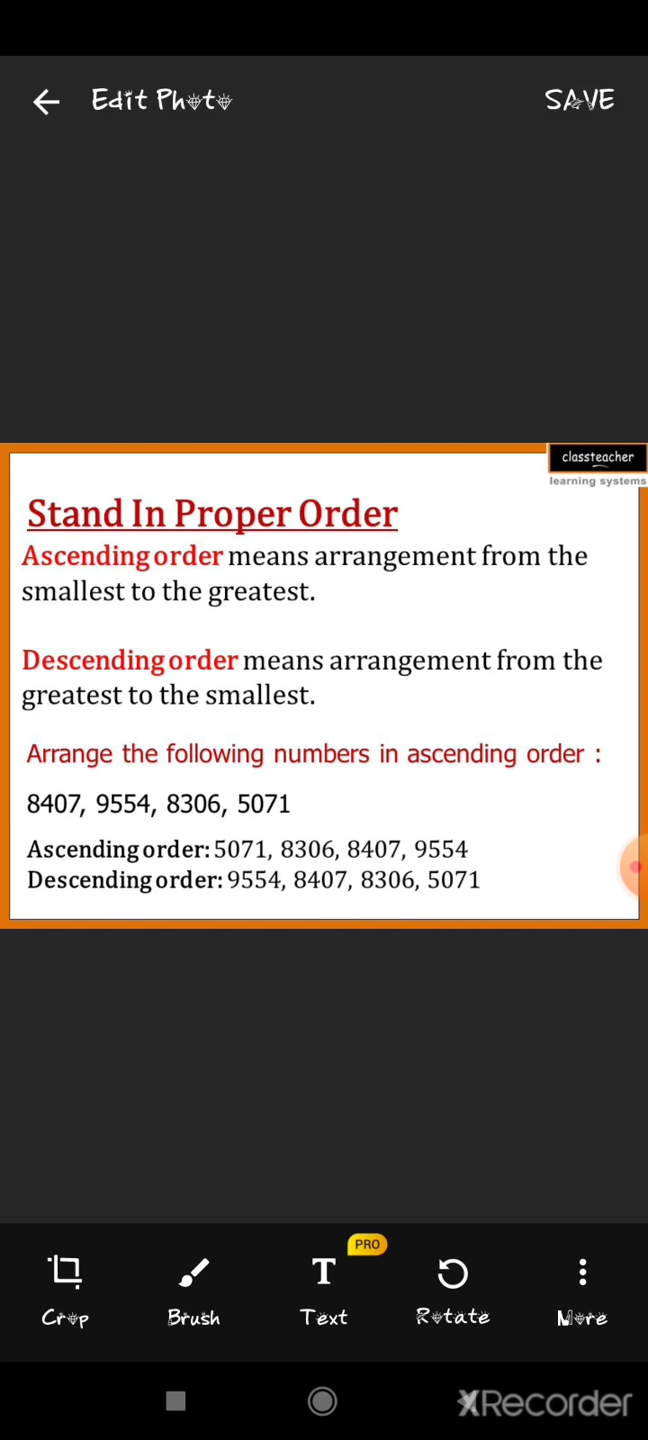 Edit Photo
SAVE
classteacher
learning systems
Stand In Proper Order
Ascending order means arrangement from the
smallest to the greatest.
Descending order means arrangement from the
greatest to the smallest.
Arrange the following numbers in ascending order :
8407, 9554, 8306, 5071
Ascending order: 5071, 8306, 8407, 9554
Descending order: 9554, 8407, 8306, 5071
PRO
T
Crop
Brush
Text
Rotate
More
XRecorder